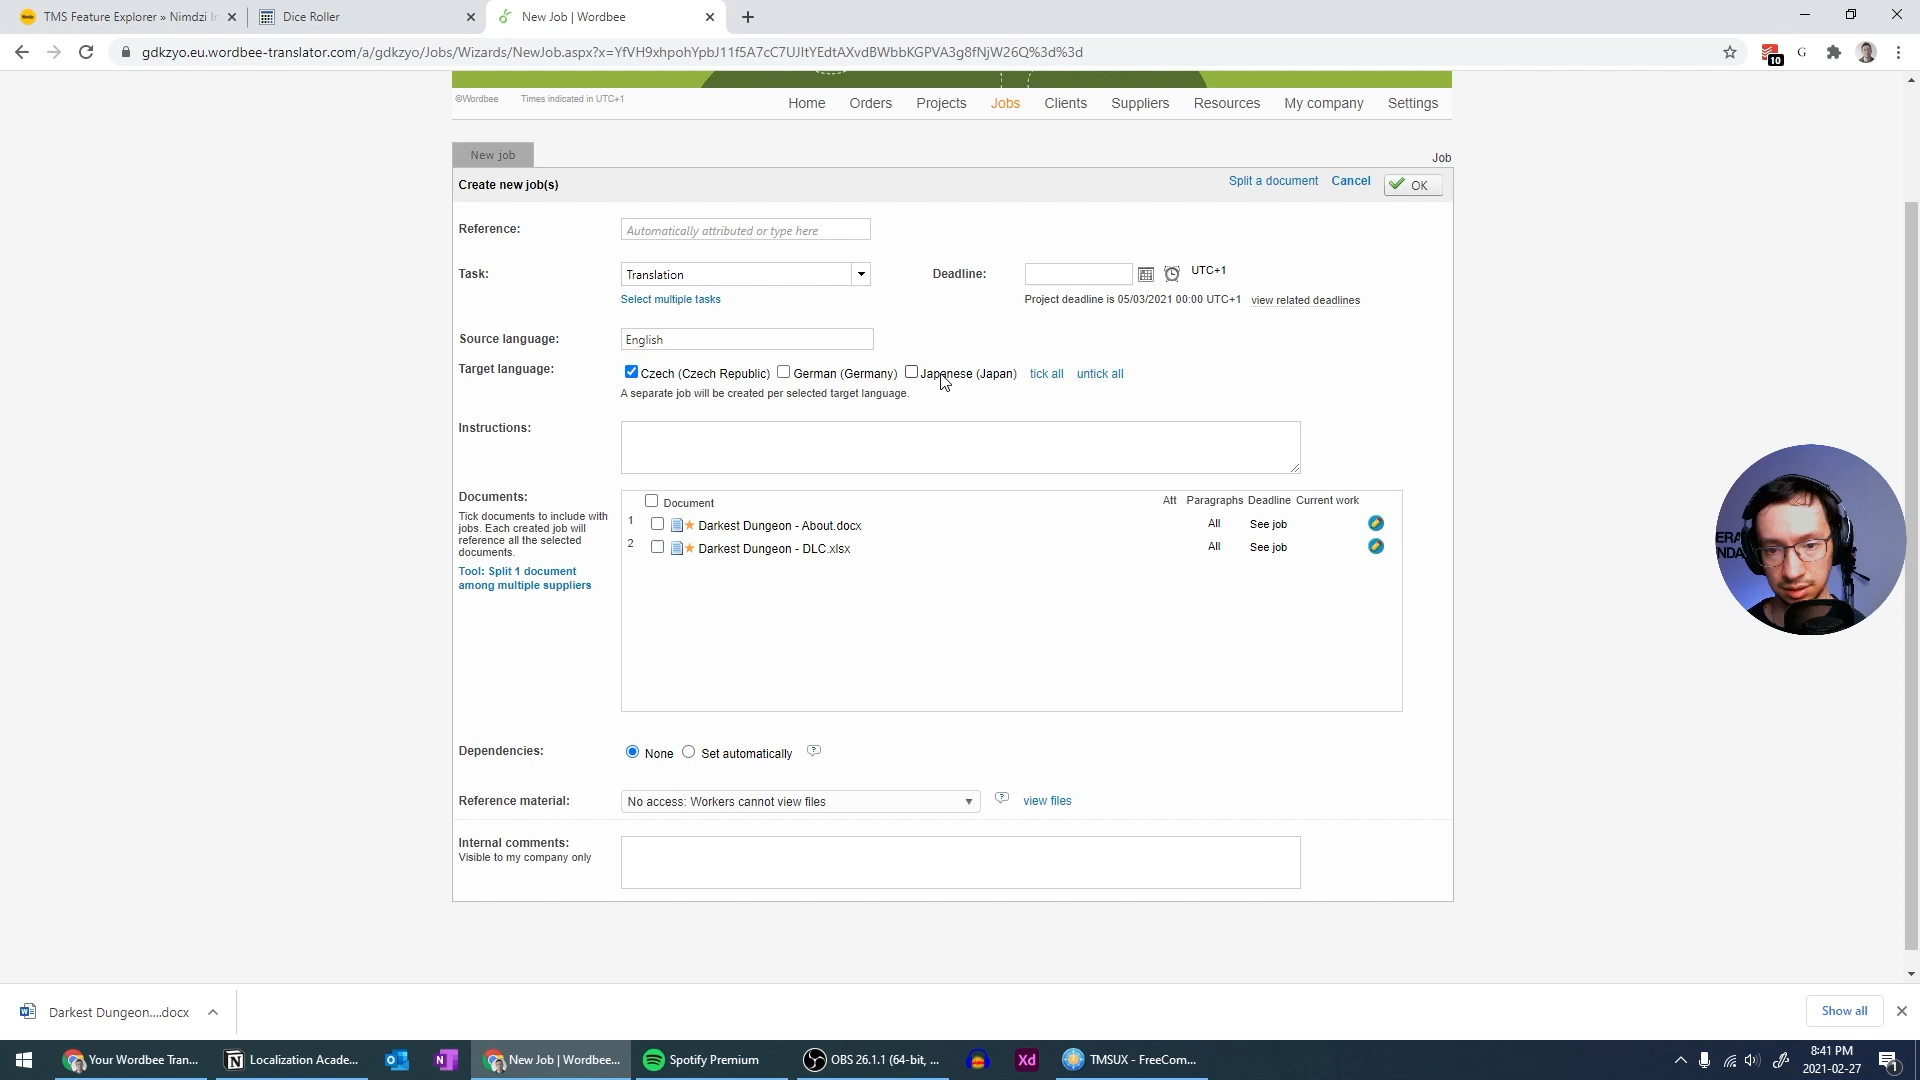 TMS Feature Explorer » Nimdzi In
Dice Roller
New Job | Wordbee
gdkzyo.eu.wordbee-translator.com/a/gdkzyo/Jobs/Wizards/NewJob.aspx?x=YfVH9xhpohYpbJ11f5A7cC7UJItYEdtAXvdBWbbKGPVA3g8fNjW26Q%3d%3d
10
G
©Wordbee Times indicated in UTC+1
Home Orders Projects Jobs Clients Suppliers Resources My company Settings
New job
Job
Create new job(s)
Split a document Cancel OK
Reference: Automatically attributed or type here
Task: Translation Deadline: UTC+1
Select multiple tasks Project deadline is 05/03/2021 00:00 UTC+1 view related deadlines
Source language: English
Target language: Czech (Czech Republic) German (Germany) Japanese (Japan) tick all untick all
A separate job will be created per selected target language.
Instructions:
Documents:
Tick documents to include with
jobs. Each created job will
reference all the selected
documents.
Tool: Split 1 document
among multiple suppliers
Document Att Paragraphs Deadline Current work
1 Darkest Dungeon - About.docx All See job
2 Darkest Dungeon - DLC.xlsx All See job
Dependencies: None Set automatically
Reference material: No access: Workers cannot view files view files
Internal comments:
Visible to my company only
Darkest Dungeon....docx
Show all
Your Wordbee Tran...
Localization Acade...
New Job | Wordbee...
Spotify Premium
OBS 26.1.1 (64-bit, ...
Xd
TMSUX - FreeCom...
8:41 PM
2021-02-27
1